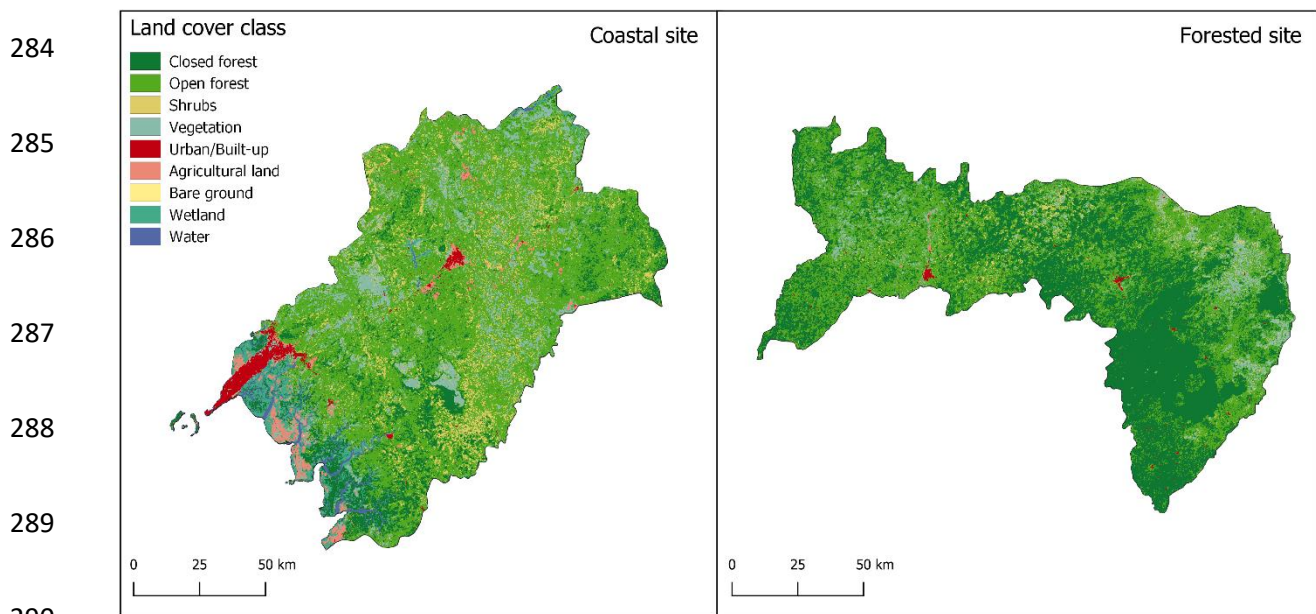 284
285
286
287
288
289
Land cover class
Closed forest
Open forest
Shrubs
Vegetation
Urban/Built-up
Agricultural land
Bare ground
Wetland
Water
Coastal site
0 25 50 km
Forested site
0 25 50 km